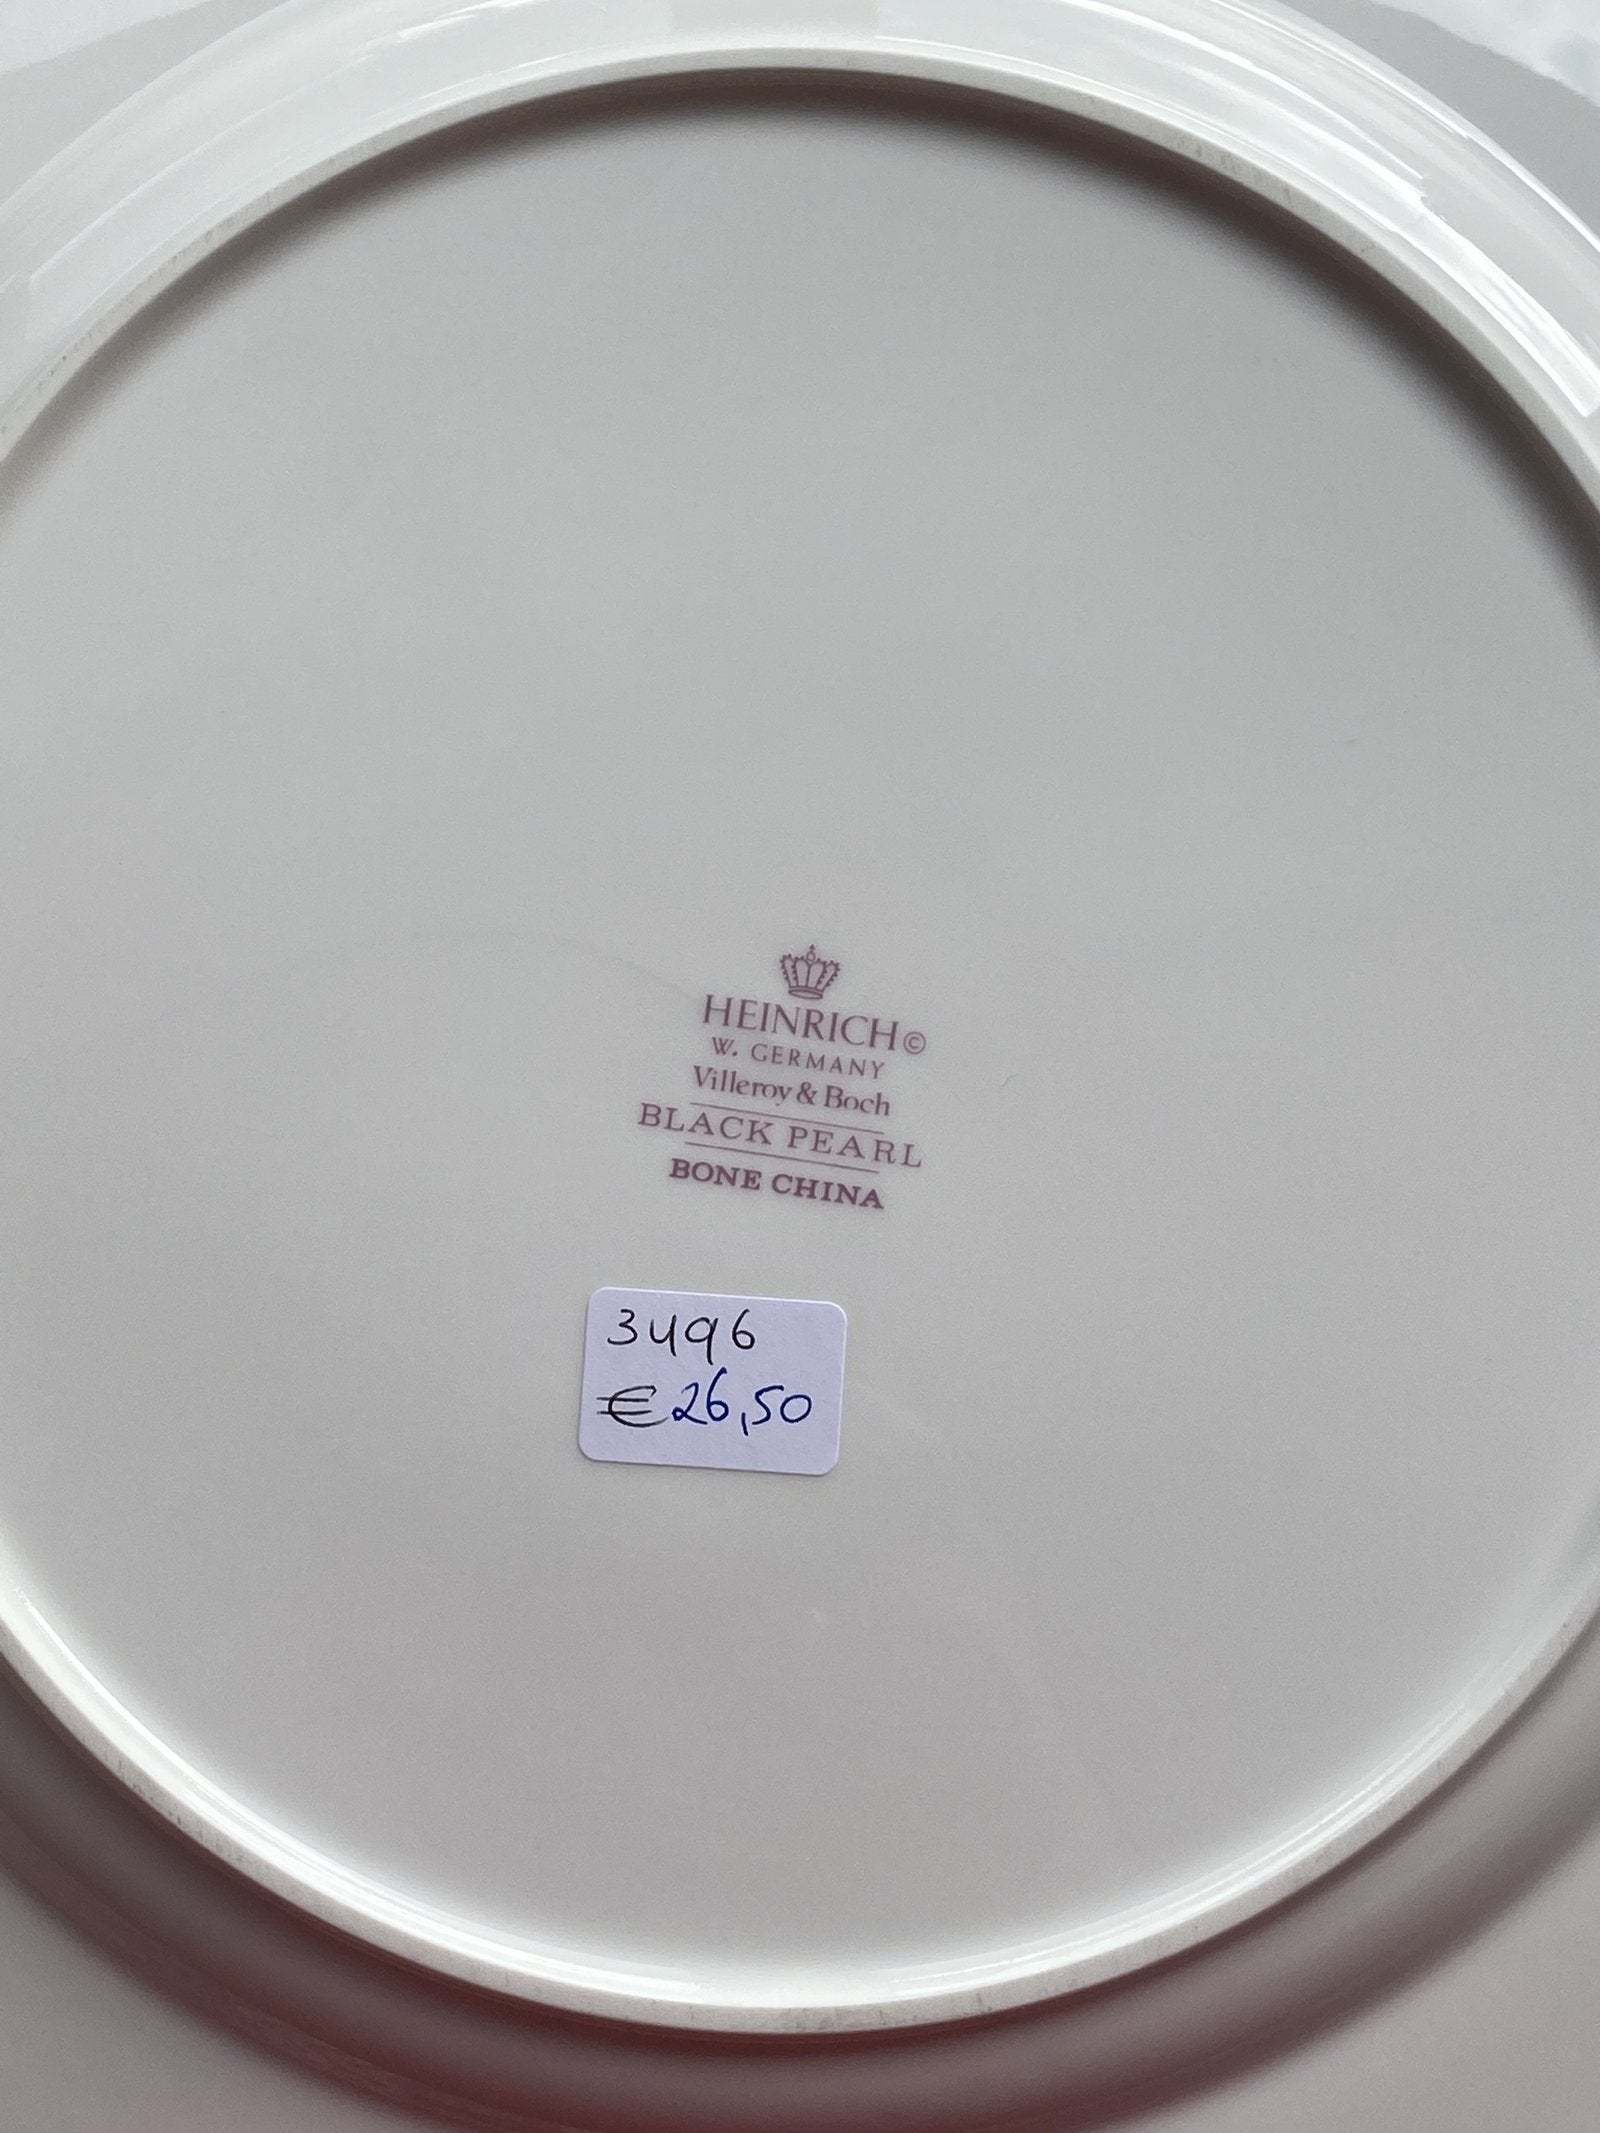 HEINRICH©
W. GERMANY
Villeroy & Boch
BLACK PEARL
BONE CHINA
3496
€26,50